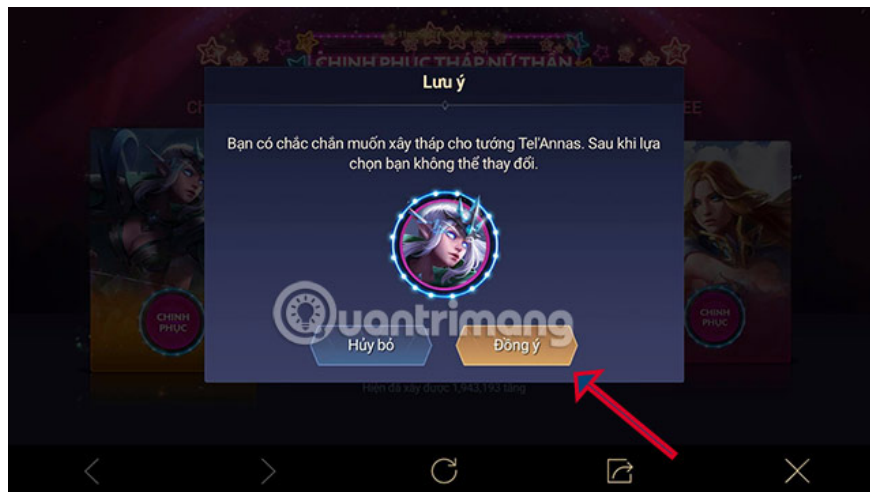 CHINH PHỤC THÁP NỮ THẦN
Lưu ý
Bạn có chắc chắn muốn xây tháp cho tướng Tel'Annas. Sau khi lựa
chọn bạn không thể thay đổi.
CHINH
PHỤC
CHINH
PHỤC
Quantrimang
Hủy bỏ
Đồng ý
Hiện đã xây được 1,943,193 tầng